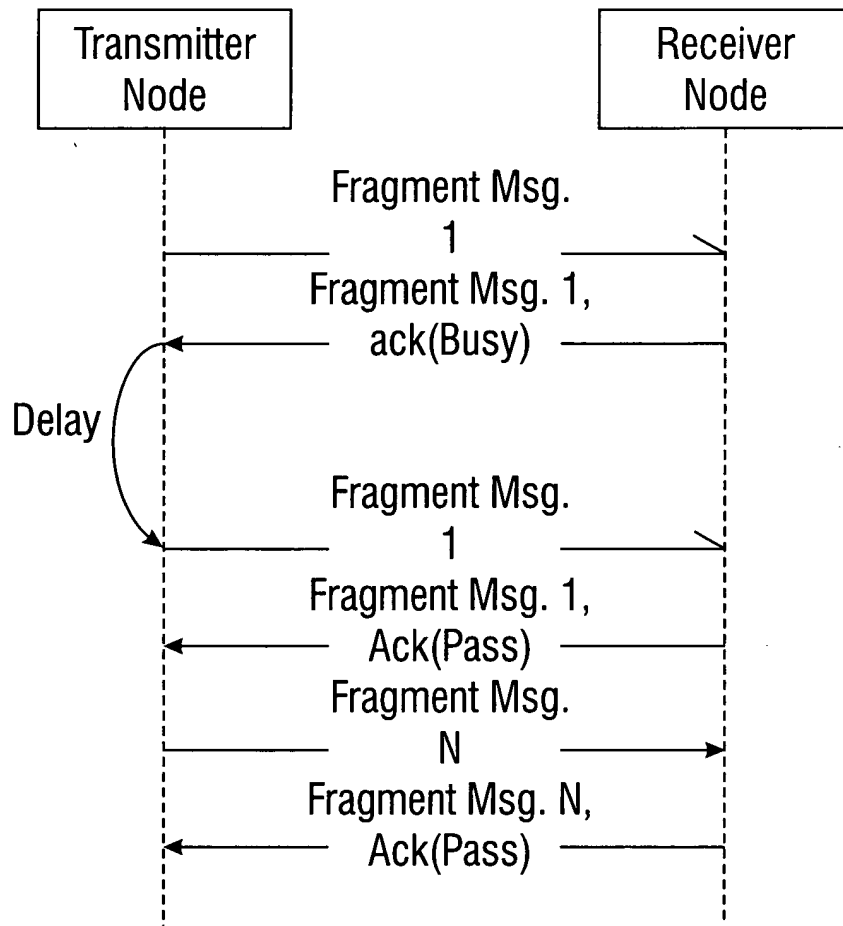 Transmitter
Node
Receiver
Node
Fragment Msg.
1
Fragment Msg. 1,
ack(Busy)
Delay
Fragment Msg.
1
Fragment Msg. 1,
Ack(Pass)
Fragment Msg.
N
Fragment Msg. N,
Ack(Pass)